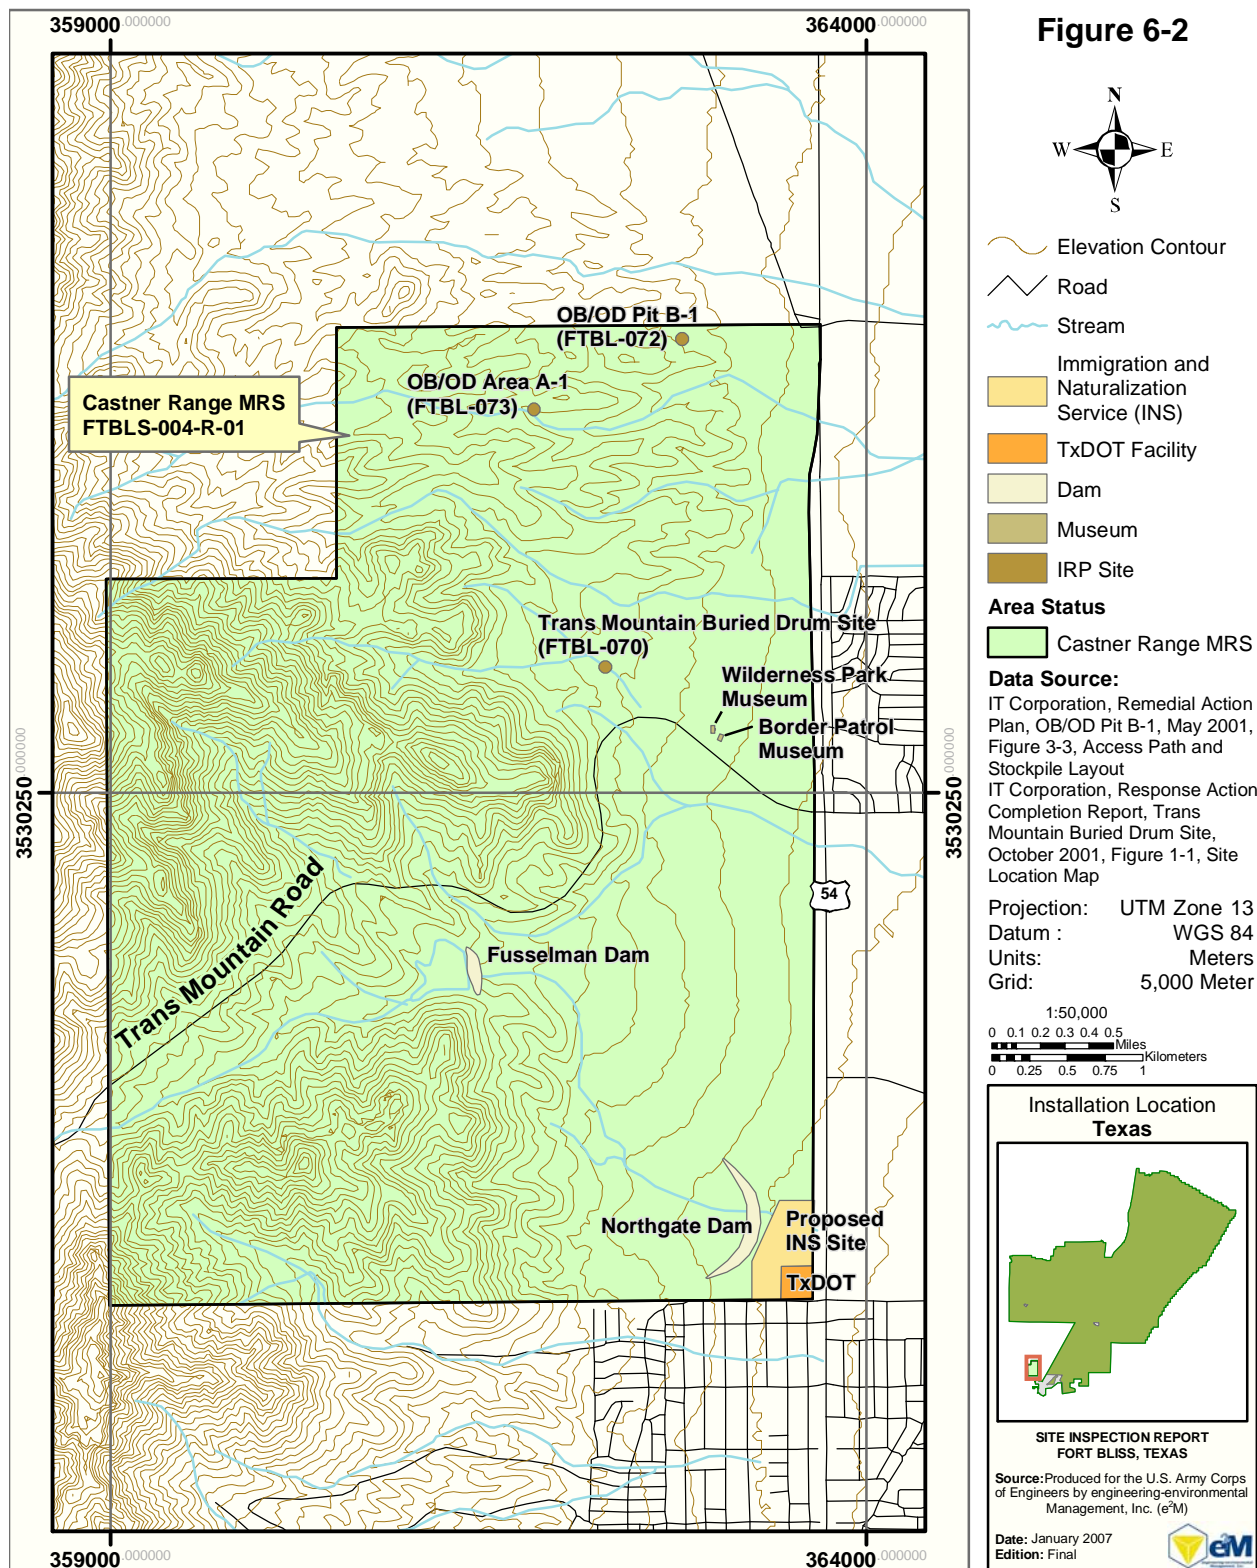 359000.000000
364000.000000
Figure 6-2
N
W
E
S
Elevation Contour
Road
Stream
Immigration and
Naturalization
Service (INS)
TxDOT Facility
Dam
Museum
IRP Site
Area Status
Castner Range MRS
Data Source:
IT Corporation, Remedial Action
Plan, OB/OD Pit B-1, May 2001,
Figure 3-3, Access Path and
Stockpile Layout
IT Corporation, Response Action
Completion Report, Trans
Mountain Buried Drum Site,
October 2001, Figure 1-1, Site
Location Map
Projection: UTM Zone 13
Datum : WGS 84
Units: Meters
Grid: 5,000 Meter
1:50,000
0 0.1 0.2 0.3 0.4 0.5
Miles
Kilometers
0 0.25 0.5 0.75 1
Installation Location
Texas
SITE INSPECTION REPORT
FORT BLISS, TEXAS
Source:Produced for the U.S. Army Corps
of Engineers by engineering-environmental
Management, Inc. (e²M)
Date: January 2007
Edition: Final
e²M
OB/OD Pit B-1
(FTBL-072)
OB/OD Area A-1
(FTBL-073)
Castner Range MRS
FTBLS-004-R-01
Trans Mountain Buried Drum Site
(FTBL-070)
Wilderness Park
Museum
Border Patrol
Museum
3530250.000000
3530250.000000
54
Trans Mountain Road
Fusselman Dam
Northgate Dam
Proposed
INS Site
TxDOT
359000.000000
364000.000000